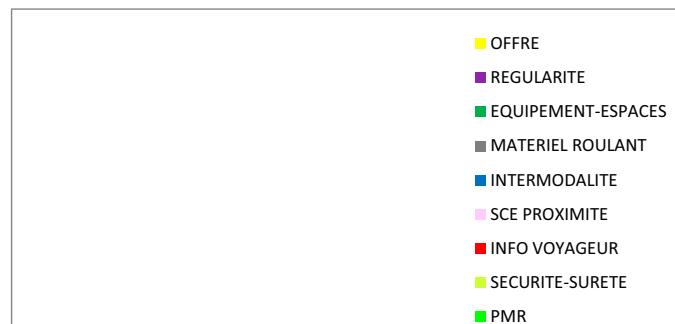 OFFRE
REGULARITE
EQUIPEMENT-ESPACES
MATERIEL ROULANT
INTERMODALITE
SCE PROXIMITE
INFO VOYAGEUR
SECURITE-SURETE
PMR